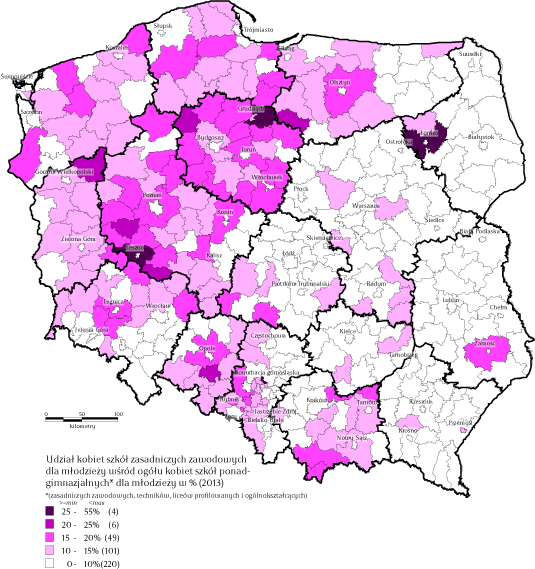 Słupsk
Trójmiasto
Koszalin
Elbląg
Suwałki
Świnoujście
Olsztyn
Szczecin
Grudziądz
Łomża
Bydgoszcz
Ostrołęka
Białystok
Toruń
Gorzów Wielkopolski
Włocławek
Poznań
Płock
Warszawa
Konin
Siedlce
Biała Podlaska
Zielona Góra
Skierniewice
Leszno
Łódź
Kalisz
Piotrków Trybunalski
Radom
Lublin
Legnica
Wrocław
Chełm
Jelenia Góra
Kielce
Częstochowa
Zamość
Opole
Tarnobrzeg
Konurbacja górnośląska
Rybnik
Kraków
Tarnów
Rzeszów
Jastrzębie Zdrój
Bielsko Biała
Przemyśl
Krosno
Nowy Sącz
0 50 100
kilometry
Udział kobiet szkół zasadniczych zawodowych
dla młodzieży wśród ogółu kobiet szkół ponad-
gimnazjalnych* dla młodzieży w % (2013)
*(zasadniczych zawodowych, techników, liceów profilowanych i ogólnokształcących)
>=min <max
25 - 55% (4)
20 - 25% (6)
15 - 20% (49)
10 - 15% (101)
0 - 10% (220)